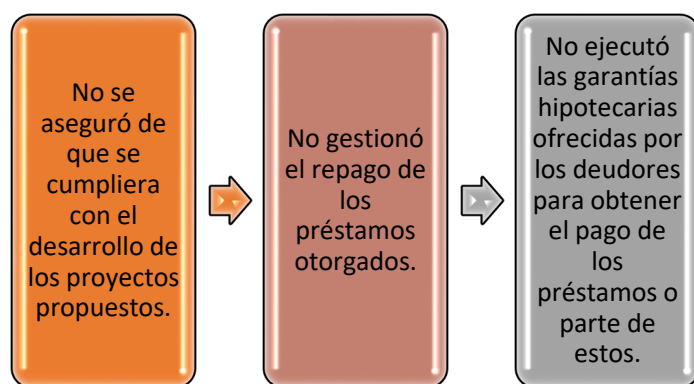 No se
aseguró de
que se
cumpliera
con el
desarrollo de
los proyectos
propuestos.
No gestionó
el repago de
los
préstamos
otorgados.
No ejecutó
las garantías
hipotecarias
ofrecidas por
los deudores
para obtener
el pago de
los
préstamos o
parte de
estos.